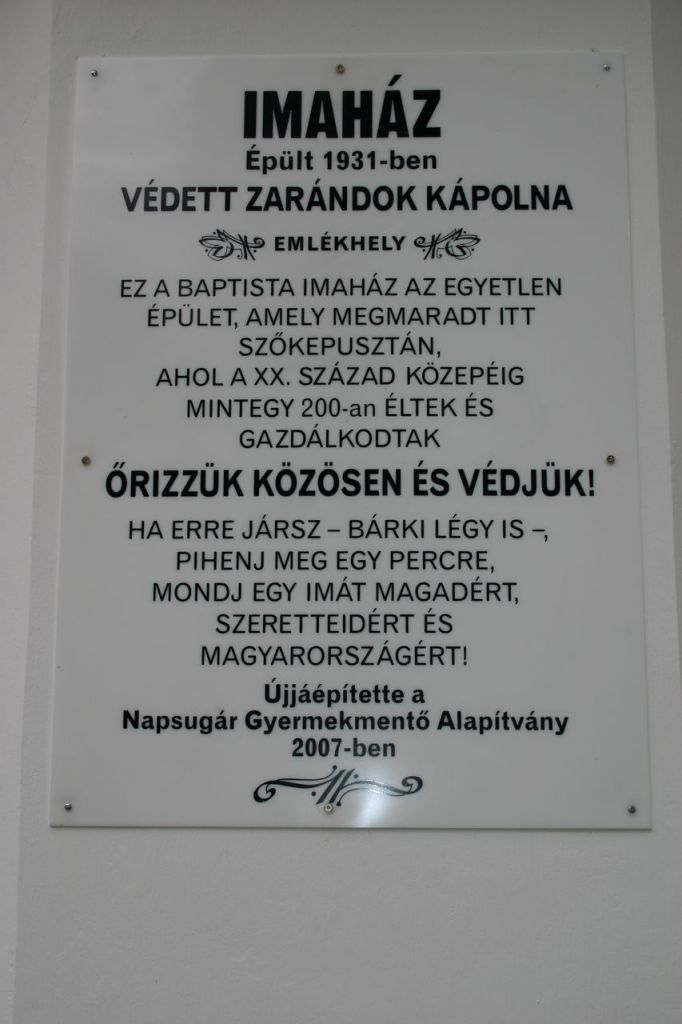 IMAHÁZ
Épült 1931-ben
VÉDETT ZARÁNDOK KÁPOLNA
EMLÉKHELY
EZ A BAPTISTA IMAHÁZ AZ EGYETLEN
ÉPÜLET, AMELY MEGMARADT ITT
SZŐKEPUSZTÁN,
AHOL A XX. SZÁZAD KÖZEPÉIG
MINTEGY 200-an ÉLTEK ÉS
GAZDÁLKODTAK
ŐRIZZÜK KÖZÖSEN ÉS VÉDJÜK!
HA ERRE JÁRSZ – BÁRKI LÉGY IS –,
PIHENJ MEG EGY PERCRE,
MONDJ EGY IMÁT MAGADÉRT,
SZERETTEIDÉRT ÉS
MAGYARORSZÁGÉRT!
Újjáépítette a
Napsugár Gyermekmentő Alapítvány
2007-ben